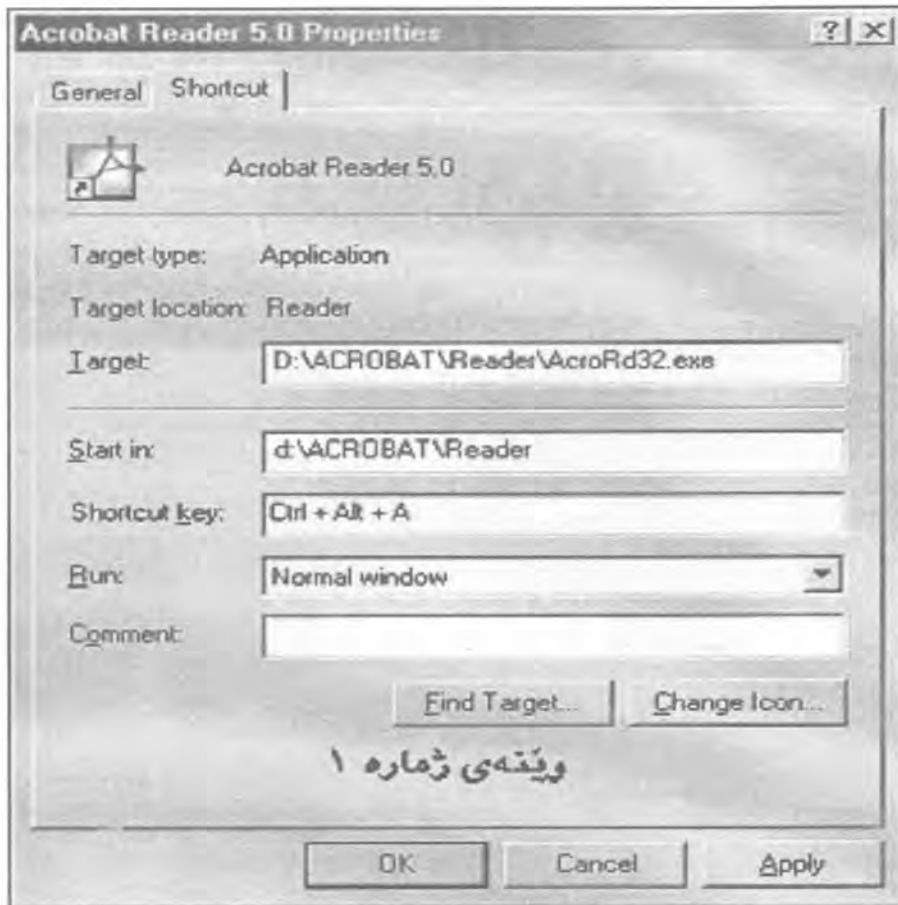 Acrobat Reader 5.0 Properties
General Shortcut
Acrobat Reader 5.0
Target type: Application
Target location: Reader
Target: D:\ACROBAT\Reader\AcroRd32.exe
Start in: d:\ACROBAT\Reader
Shortcut key: Ctrl + Alt + A
Run: Normal window
Comment:
Find Target... Change Icon...
وێنەی ژمارە ١
OK Cancel Apply